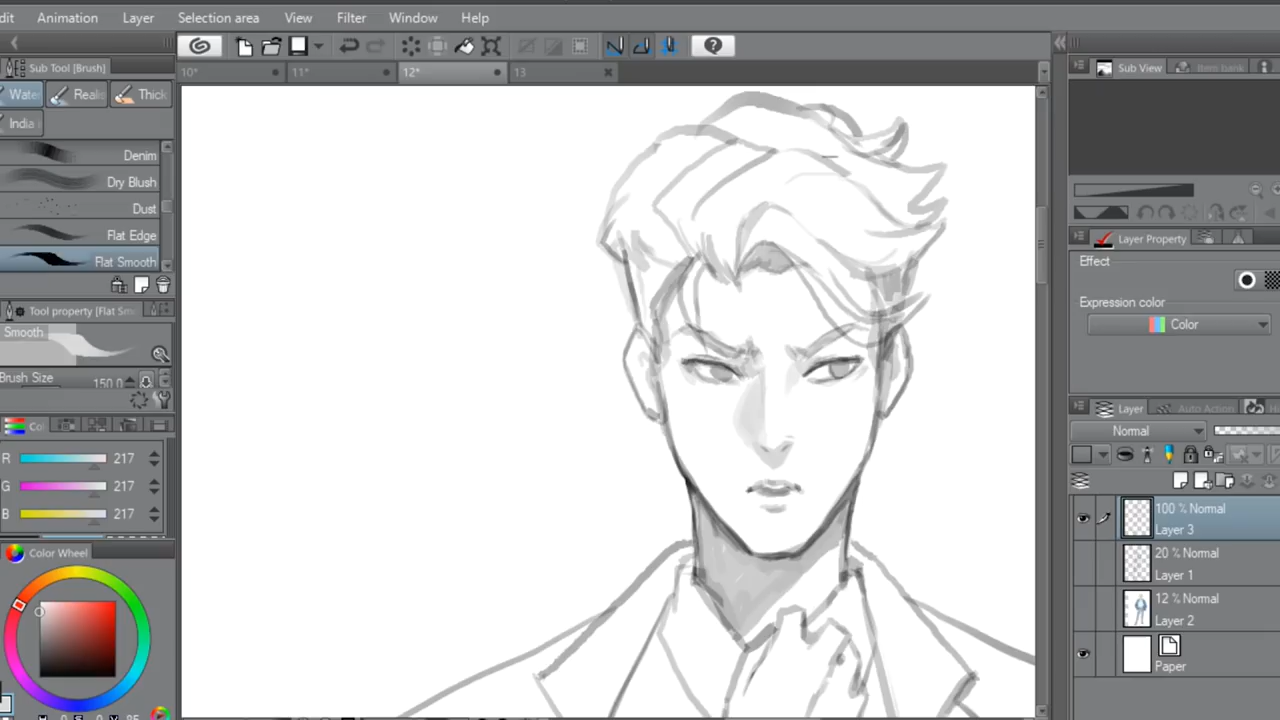 dit Animation Layer Selection area View Filter Window Help
Sub Tool [Brush]
10* 11* 12* 13
Sub View Item bank
Wate Reali Thick
India
Denim
Dry Blush
Dust
Flat Edge
Flat Smooth
Tool property [Flat Sm
Smooth
Brush Size 150.0
Co
R 217
G 217
B 217
Color Wheel
Layer Property
Effect
Expression color
Color
Layer Auto Action
Normal
100 % Normal
Layer 3
20 % Normal
Layer 1
12 % Normal
Layer 2
Paper